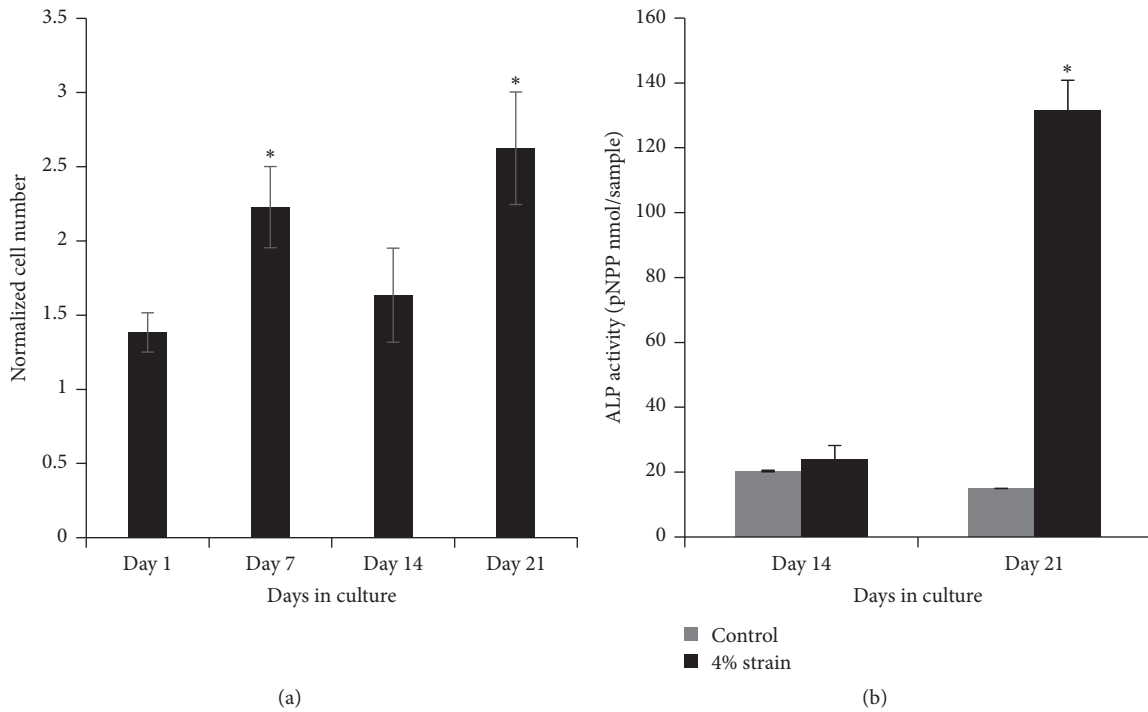 3.5
3
2.5
2
1.5
1
0.5
0
Normalized cell number
*
*
Day 1 Day 7 Day 14 Day 21
Days in culture
(a)
160
140
120
100
80
60
40
20
0
ALP activity (pNPP nmol/sample)
*
Day 14 Day 21
Days in culture
Control
4% strain
(b)